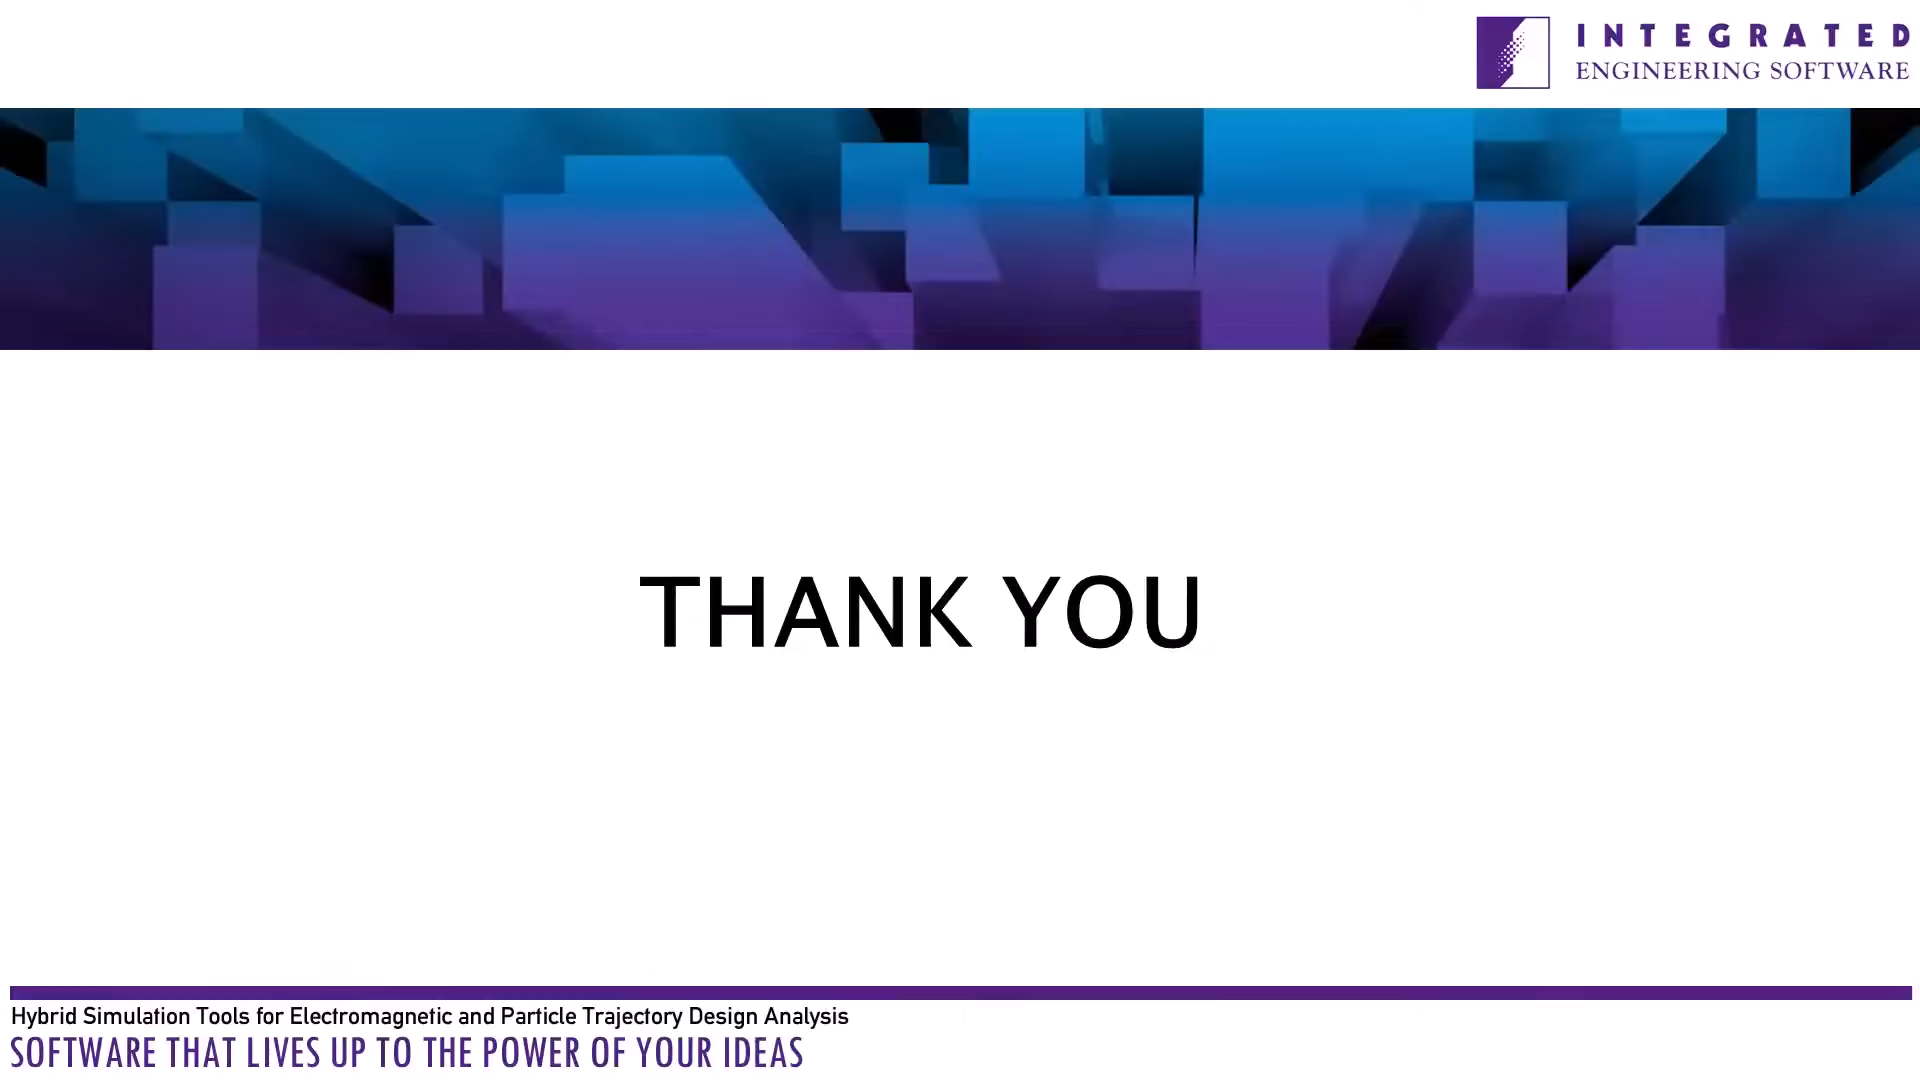 INTEGRATED
ENGINEERING SOFTWARE
THANK YOU
Hybrid Simulation Tools for Electromagnetic and Particle Trajectory Design Analysis
SOFTWARE THAT LIVES UP TO THE POWER OF YOUR IDEAS